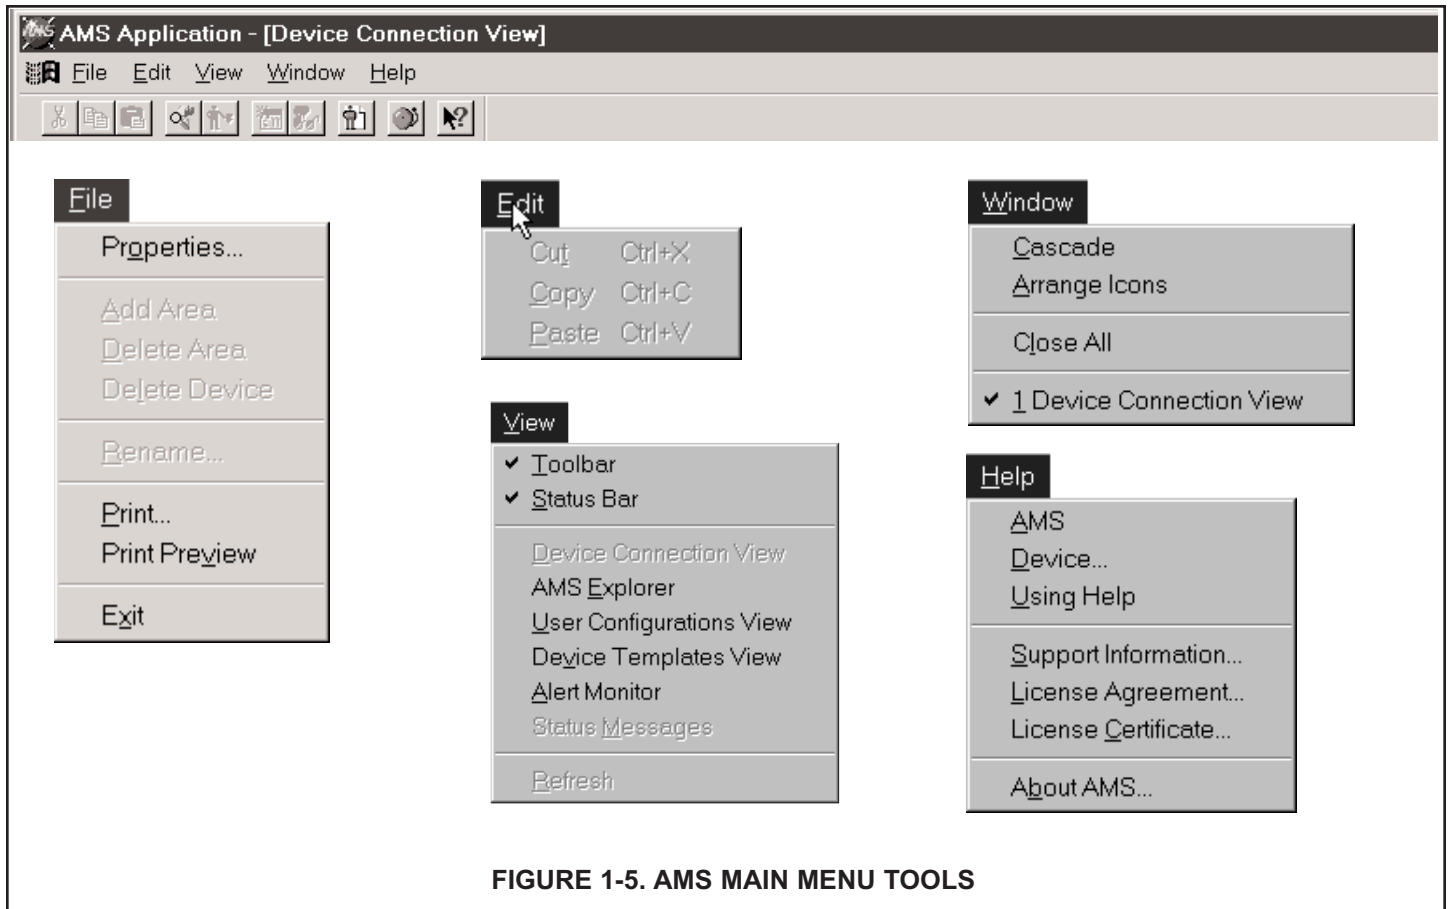 AMS Application - [Device Connection View]
File Edit View Window Help
File
Properties...
Add Area
Delete Area
Delete Device
Rename...
Print...
Print Preview
Exit
Edit
Cut Ctrl+X
Copy Ctrl+C
Paste Ctrl+V
View
Toolbar
Status Bar
Device Connection View
AMS Explorer
User Configurations View
Device Templates View
Alert Monitor
Status Messages
Refresh
Window
Cascade
Arrange Icons
Close All
1 Device Connection View
Help
AMS
Device...
Using Help
Support Information...
License Agreement...
License Certificate...
About AMS...
FIGURE 1-5. AMS MAIN MENU TOOLS